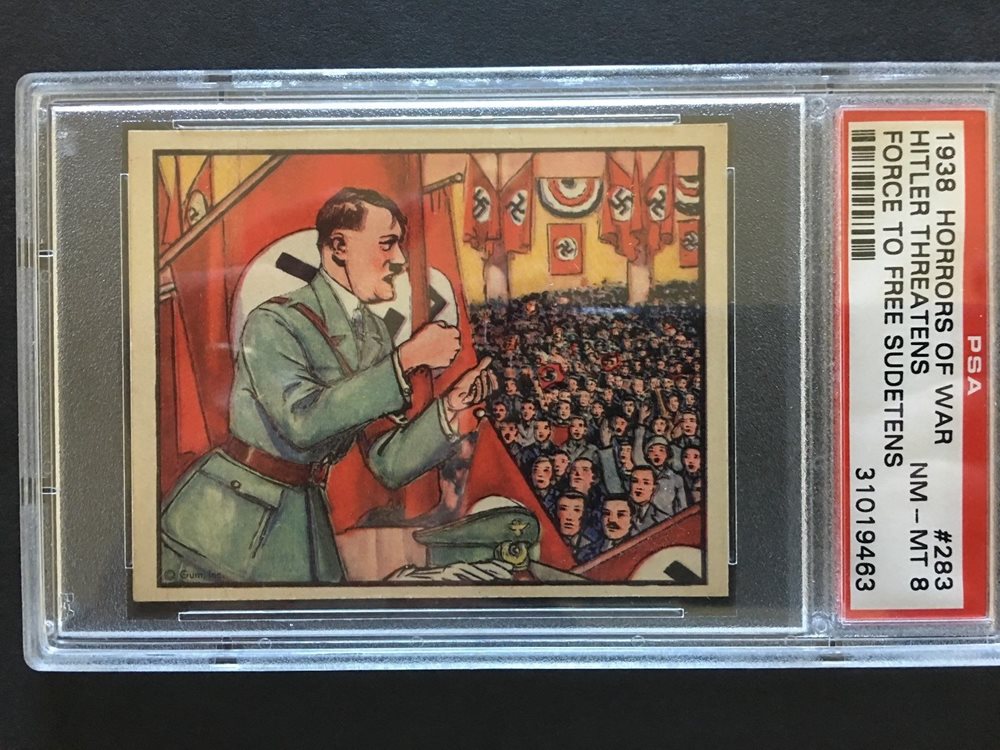 PSA
1938 HORRORS OF WAR #283
HITLER THREATENS NM - MT 8
FORCE TO FREE SUDETENS
31019463
© Gum, Inc.